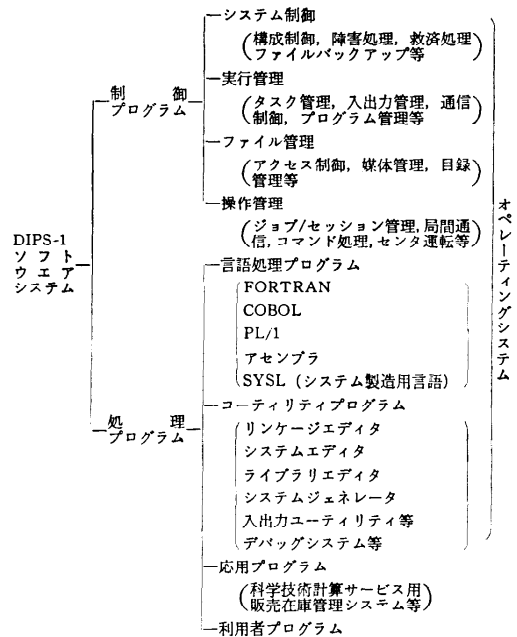 システム制御
(構成制御, 障害処理, 救済処理
ファイルバックアップ等)
実行管理
(タスク管理, 入出力管理, 通信
制御, プログラム管理等)
ファイル管理
(アクセス制御, 媒体管理, 目録
管理等)
操作管理
(ジョブ/セッション管理, 局間通
信, コマンド処理, センタ運転等)
制御
プログラム
DIPS-1
ソフト
ウエア
システム
言語処理プログラム
FORTRAN
COBOL
PL/1
アセンブラ
SYSL (システム製造用言語)
処理
プログラム
コーティリティプログラム
リンケージエディタ
システムエディタ
ライブラリエディタ
システムジェネレータ
入出力ユーティリティ等
デバッグシステム等
応用プログラム
(科学技術計算サービス用
販売在庫管理システム等)
利用者プログラム
オペレーティングシステム